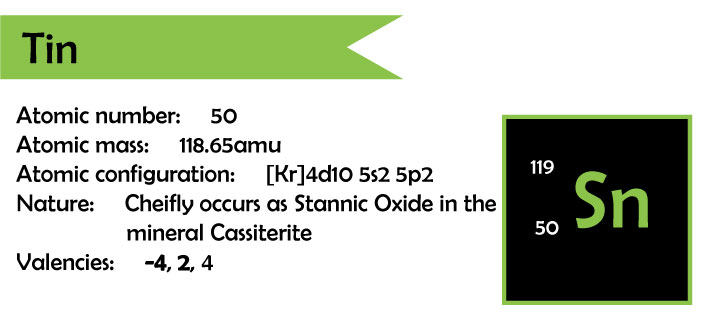 Tin
Atomic number: 50
Atomic mass: 118.65amu
Atomic configuration: [Kr]4d10 5s2 5p2
Nature: Cheifly occurs as Stannic Oxide in the
mineral Cassiterite
Valencies: -4, 2, 4
119
Sn
50